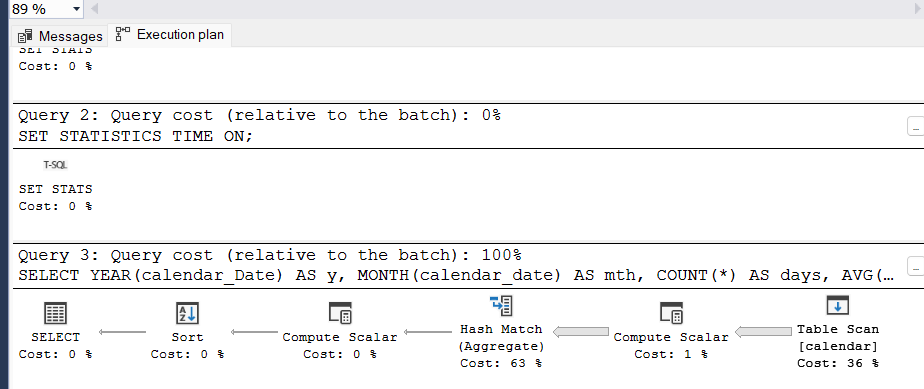 89 %
Messages Execution plan
SET STATS
Cost: 0 %
Query 2: Query cost (relative to the batch): 0%
SET STATISTICS TIME ON;
T-SQL
SET STATS
Cost: 0 %
Query 3: Query cost (relative to the batch): 100%
SELECT YEAR(calendar_Date) AS y, MONTH(calendar_date) AS mth, COUNT(*) AS days, AVG(…
SELECT
Cost: 0 %
Sort
Cost: 0 %
Compute Scalar
Cost: 0 %
Hash Match
(Aggregate)
Cost: 63 %
Compute Scalar
Cost: 1 %
Table Scan
[calendar]
Cost: 36 %